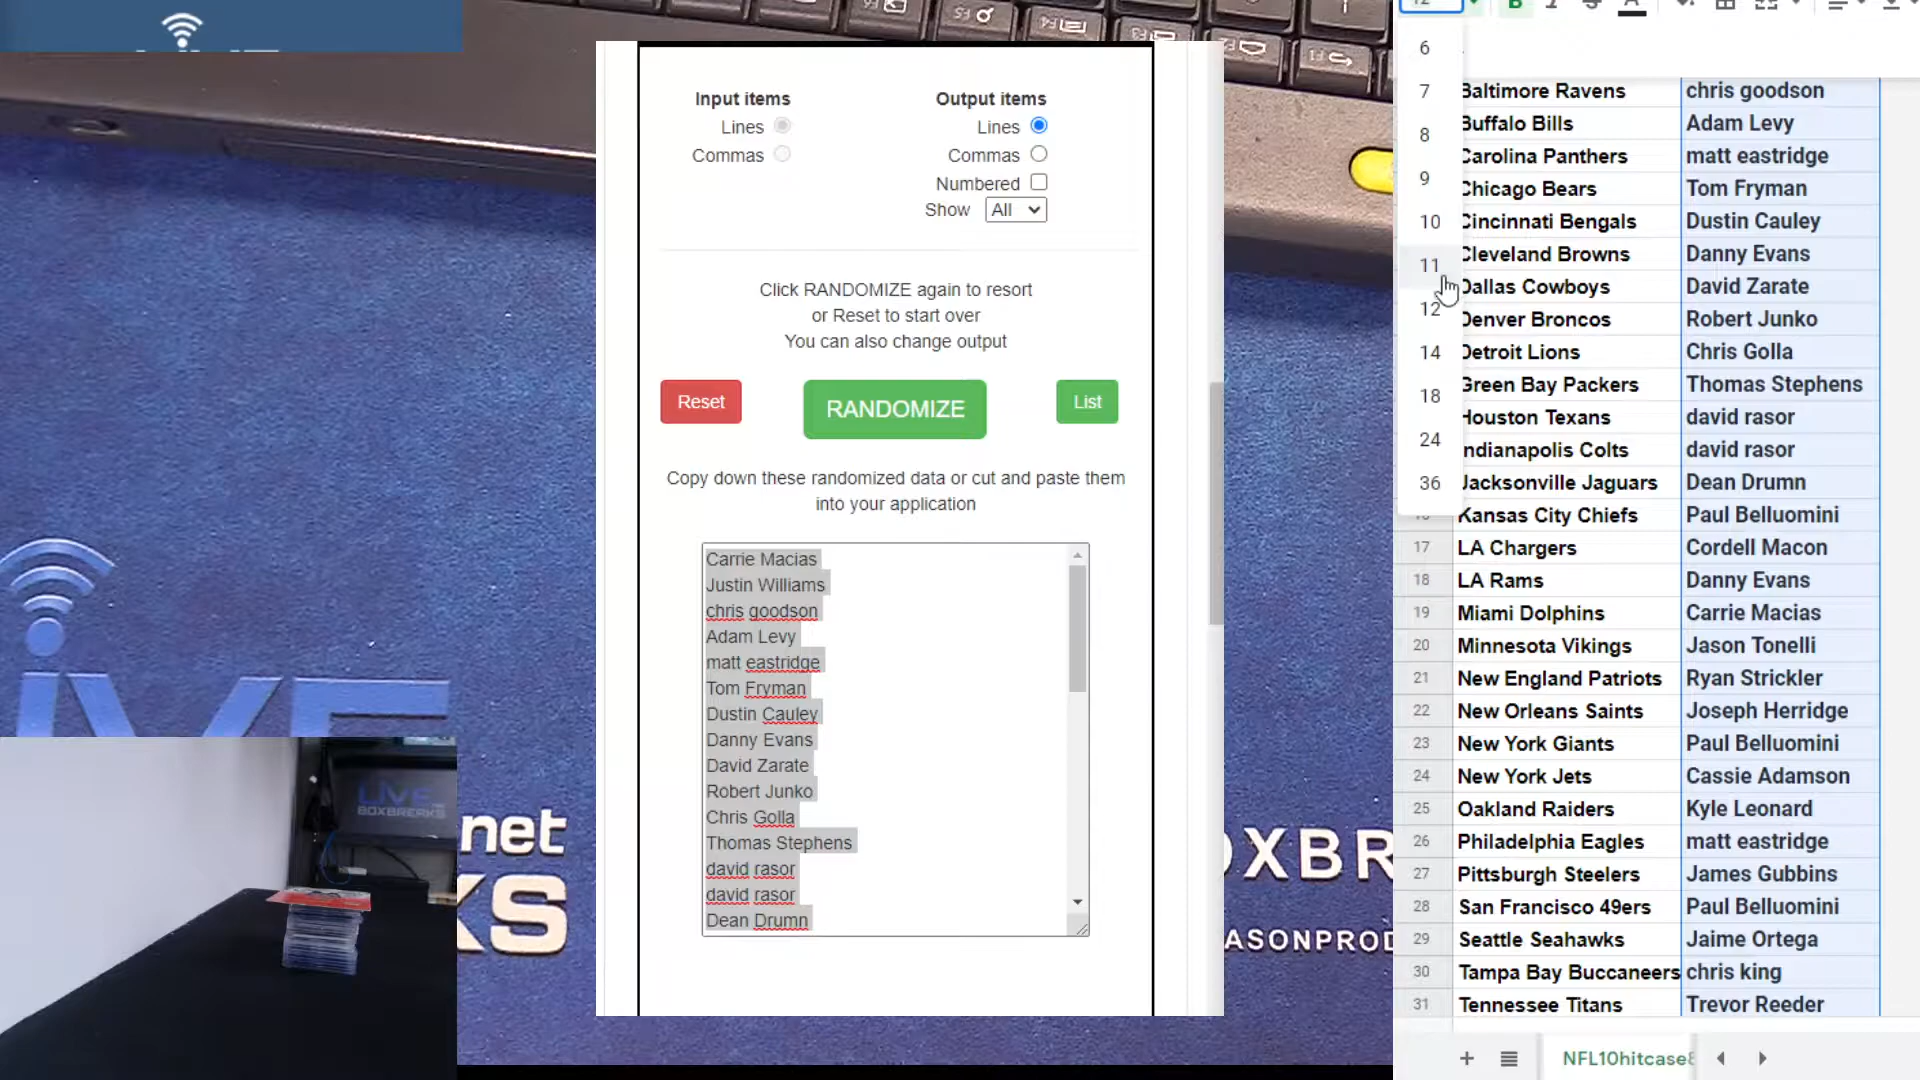 Input items
Output items
Lines
Lines
Commas
Commas
Numbered
Show All
Click RANDOMIZE again to resort
or Reset to start over
You can also change output
Reset
RANDOMIZE
List
Copy down these randomized data or cut and paste them
into your application
Carrie Macias
Justin Williams
chris goodson
Adam Levy
matt eastridge
Tom Fryman
Dustin Cauley
Danny Evans
David Zarate
Robert Junko
Chris Golla
Thomas Stephens
david rasor
david rasor
Dean Drumn
6
7
8
9
10
11
12
14
18
24
36
Baltimore Ravens chris goodson
Buffalo Bills Adam Levy
Carolina Panthers matt eastridge
Chicago Bears Tom Fryman
Cincinnati Bengals Dustin Cauley
Cleveland Browns Danny Evans
Dallas Cowboys David Zarate
Denver Broncos Robert Junko
Detroit Lions Chris Golla
Green Bay Packers Thomas Stephens
Houston Texans david rasor
Indianapolis Colts david rasor
Jacksonville Jaguars Dean Drumn
Kansas City Chiefs Paul Belluomini
17 LA Chargers Cordell Macon
18 LA Rams Danny Evans
19 Miami Dolphins Carrie Macias
20 Minnesota Vikings Jason Tonelli
21 New England Patriots Ryan Strickler
22 New Orleans Saints Joseph Herridge
23 New York Giants Paul Belluomini
24 New York Jets Cassie Adamson
25 Oakland Raiders Kyle Leonard
26 Philadelphia Eagles matt eastridge
27 Pittsburgh Steelers James Gubbins
28 San Francisco 49ers Paul Belluomini
29 Seattle Seahawks Jaime Ortega
30 Tampa Bay Buccaneers chris king
31 Tennessee Titans Trevor Reeder
NFL10hitcase
LIVE
BOXBREAKS
iVE
net
KS
OXBR
ASONPROD